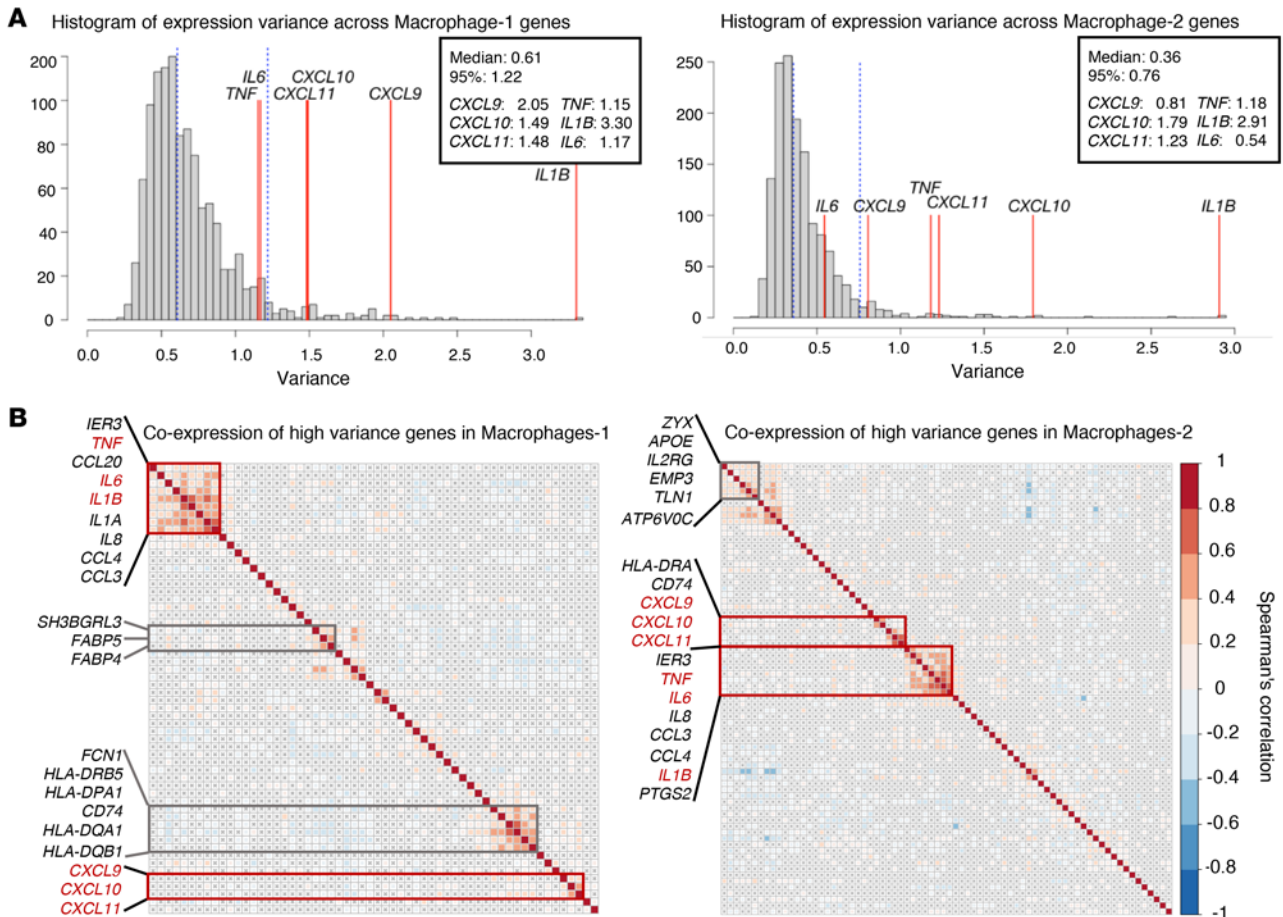 A
Histogram of expression variance across Macrophage-1 genes
200
100
80
60
40
20
0
0.0
0.5
1.0
1.5
2.0
2.5
3.0
Variance
IL6
TNF
CXCL10
CXCL11
CXCL9
IL1B
Median: 0.61
95%: 1.22
CXCL9: 2.05 TNF: 1.15
CXCL10: 1.49 IL1B: 3.30
CXCL11: 1.48 IL6: 1.17
Histogram of expression variance across Macrophage-2 genes
250
200
150
100
50
0
0.0
0.5
1.0
1.5
2.0
2.5
3.0
Variance
IL6
CXCL9
TNF
CXCL11
CXCL10
IL1B
Median: 0.36
95%: 0.76
CXCL9: 0.81 TNF: 1.18
CXCL10: 1.79 IL1B: 2.91
CXCL11: 1.23 IL6: 0.54
B
Co-expression of high variance genes in Macrophages-1
IER3
TNF
CCL20
IL6
IL1B
IL1A
IL8
CCL4
CCL3
SH3BGRL3
FABP5
FABP4
FCN1
HLA-DRB5
HLA-DPA1
CD74
HLA-DQA1
HLA-DQB1
CXCL9
CXCL10
CXCL11
Co-expression of high variance genes in Macrophages-2
ZYX
APOE
IL2RG
EMP3
TLN1
ATP6V0C
HLA-DRA
CD74
CXCL9
CXCL10
CXCL11
IER3
TNF
IL6
IL8
CCL3
CCL4
IL1B
PTGS2
1
0.8
0.6
0.4
0.2
0
-0.2
-0.4
-0.6
-0.8
-1
Spearman's correlation